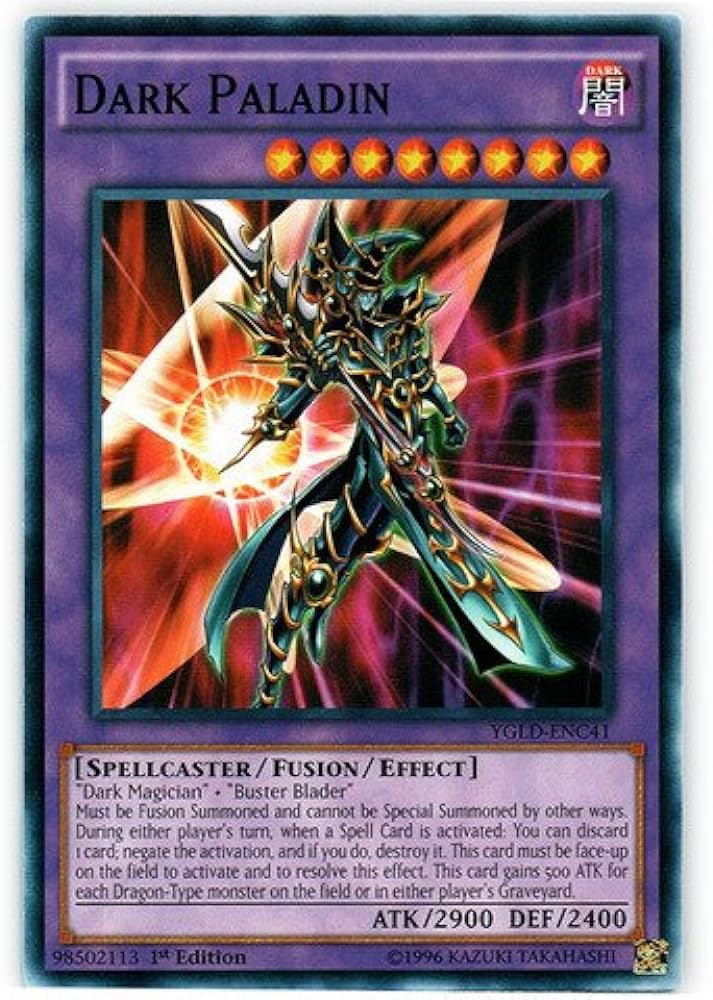 DARK PALADIN
DARK
闇
YGLD-ENC41
[SPELLCASTER/FUSION/EFFECT]
"Dark Magician" • "Buster Blader"
Must be Fusion Summoned and cannot be Special Summoned by other ways.
During either player's turn, when a Spell Card is activated: You can discard
1 card; negate the activation, and if you do, destroy it. This card must be face-up
on the field to activate and to resolve this effect. This card gains 500 ATK for
each Dragon-Type monster on the field or in either player's Graveyard.
ATK/2900 DEF/2400
98502113 1st Edition ©1996 KAZUKI TAKAHASHI